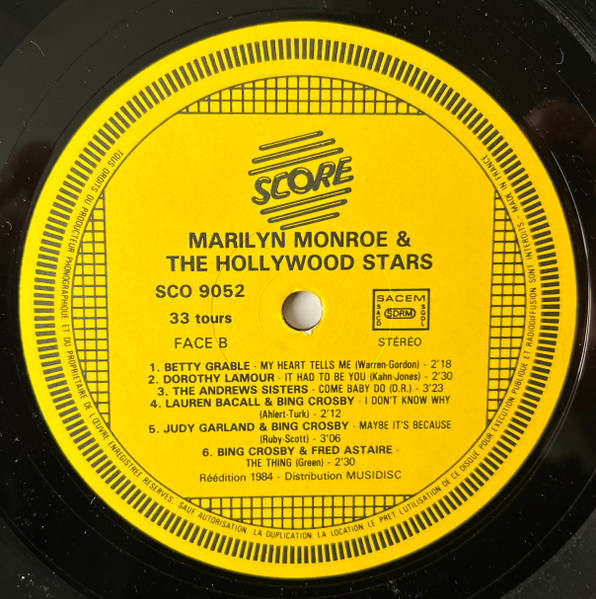 SCORE
MARILYN MONROE &
THE HOLLYWOOD STARS
SCO 9052
33 tours
FACE B
SACEM
SACD
SDRM
SGDL
STÉRÉO
1. BETTY GRABLE - MY HEART TELLS ME (Warren-Gordon) - 2'18
2. DOROTHY LAMOUR - IT HAD TO BE YOU (Kahn-Jones) - 2'30
3. THE ANDREWS SISTERS - COME BABY DO (D.R.) - 3'23
4. LAUREN BACALL & BING CROSBY - I DON'T KNOW WHY
(Ahlert-Turk) - 2'12
5. JUDY GARLAND & BING CROSBY - MAYBE IT'S BECAUSE
(Ruby-Scott) - 3'06
6. BING CROSBY & FRED ASTAIRE -
THE THING (Green) - 2'30
Réédition 1984 - Distribution MUSIDISC
TOUS DROITS DU PRODUCTEUR PHONOGRAPHIQUE ET DU PROPRIETAIRE DE L'ŒUVRE ENREGISTREE RESERVES. SAUF AUTORISATION, LA DUPLICATION, LA LOCATION, LE PRET, L'UTILISATION DE CE DISQUE POUR EXECUTION PUBLIQUE ET RADIODIFFUSION SONT INTERDITS - MADE IN FRANCE